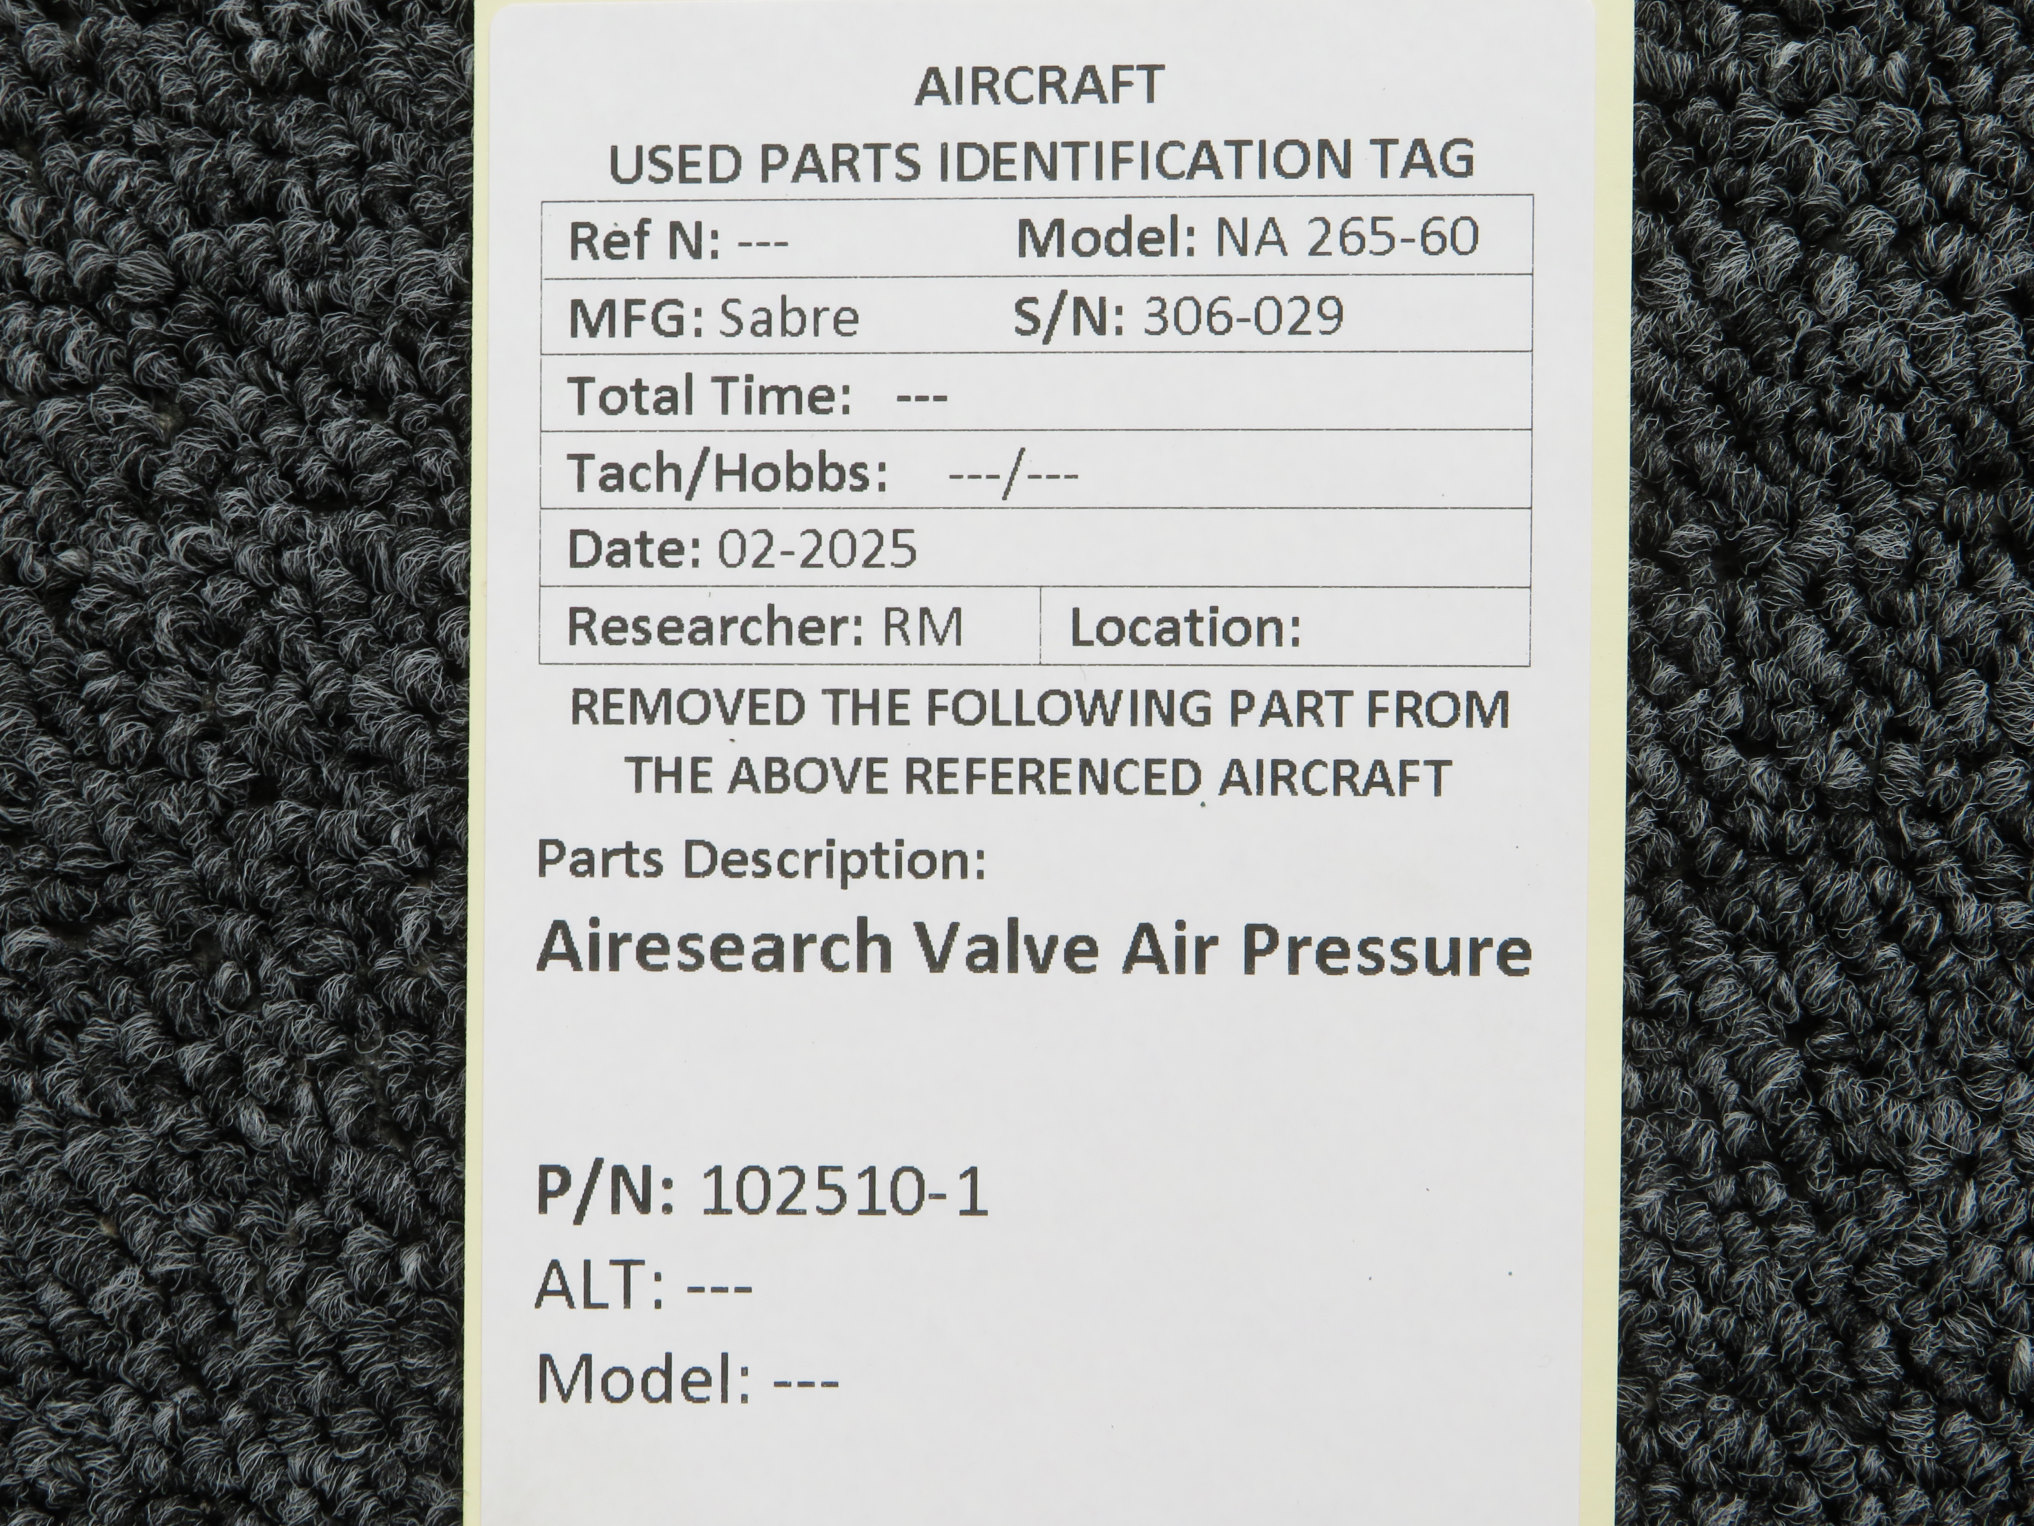 AIRCRAFT
USED PARTS IDENTIFICATION TAG
Ref N: --- Model: NA 265-60
MFG: Sabre S/N: 306-029
Total Time: ---
Tach/Hobbs: ---/---
Date: 02-2025
Researcher: RM Location:
REMOVED THE FOLLOWING PART FROM
THE ABOVE REFERENCED AIRCRAFT
Parts Description:
Airesearch Valve Air Pressure
P/N: 102510-1
ALT: ---
Model: ---